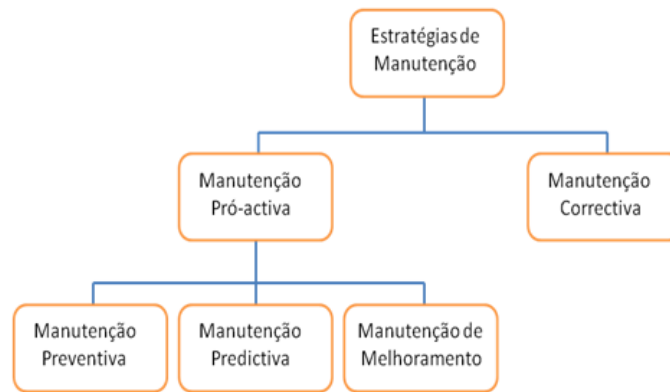 Estratégias de
Manutenção
Manutenção
Pró-activa
Manutenção
Correctiva
Manutenção
Preventiva
Manutenção
Predictiva
Manutenção de
Melhoramento